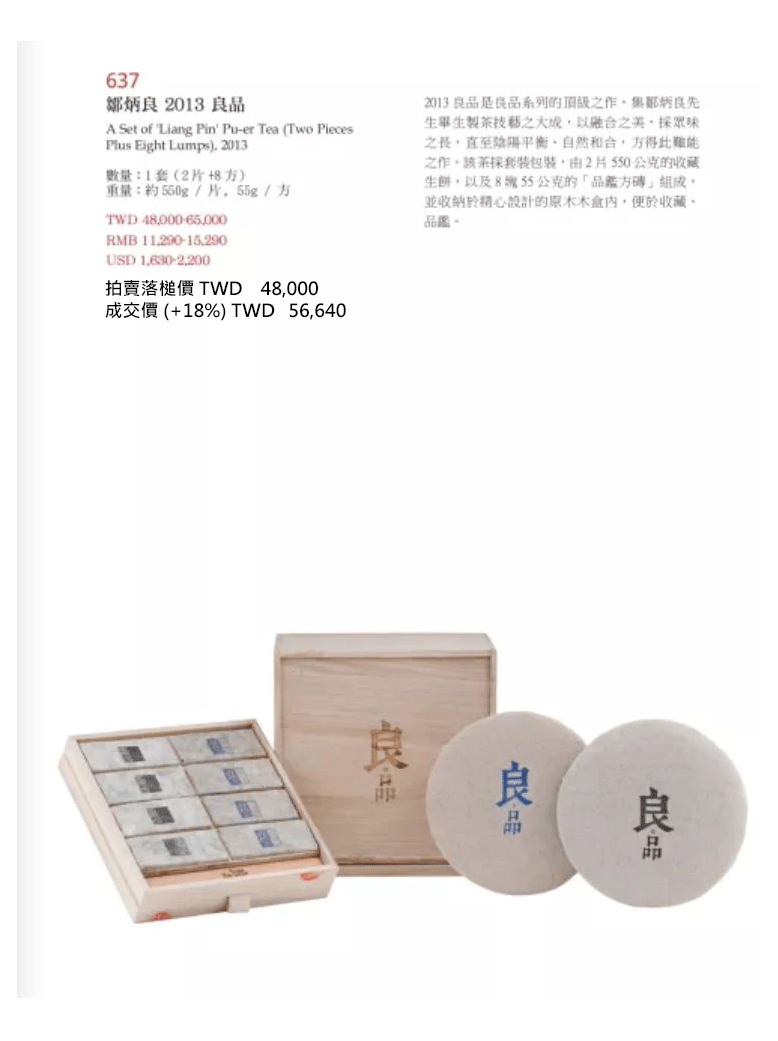 637
鄒炳良 2013 良品
A Set of 'Liang Pin' Pu-er Tea (Two Pieces
Plus Eight Lumps), 2013
數量：1 套（2 片 +8 方）
重量：約 550g / 片，55g / 方
TWD 48,000-65,000
RMB 11,290-15,290
USD 1,630-2,200
拍賣落槌價 TWD 48,000
成交價 (+18%) TWD 56,640
2013 良品是良品系列的頂級之作，集鄒炳良先
生畢生製茶技藝之大成，以融合之美，採眾味
之長，直至陰陽平衡、自然和合，方得此難能
之作。該茶採套裝包裝，由 2 片 550 公克的收藏
生餅，以及 8 塊 55 公克的「品鑑方磚」組成，
並收納於精心設計的原木木盒內，便於收藏、
品鑑。
良品
良品
良品